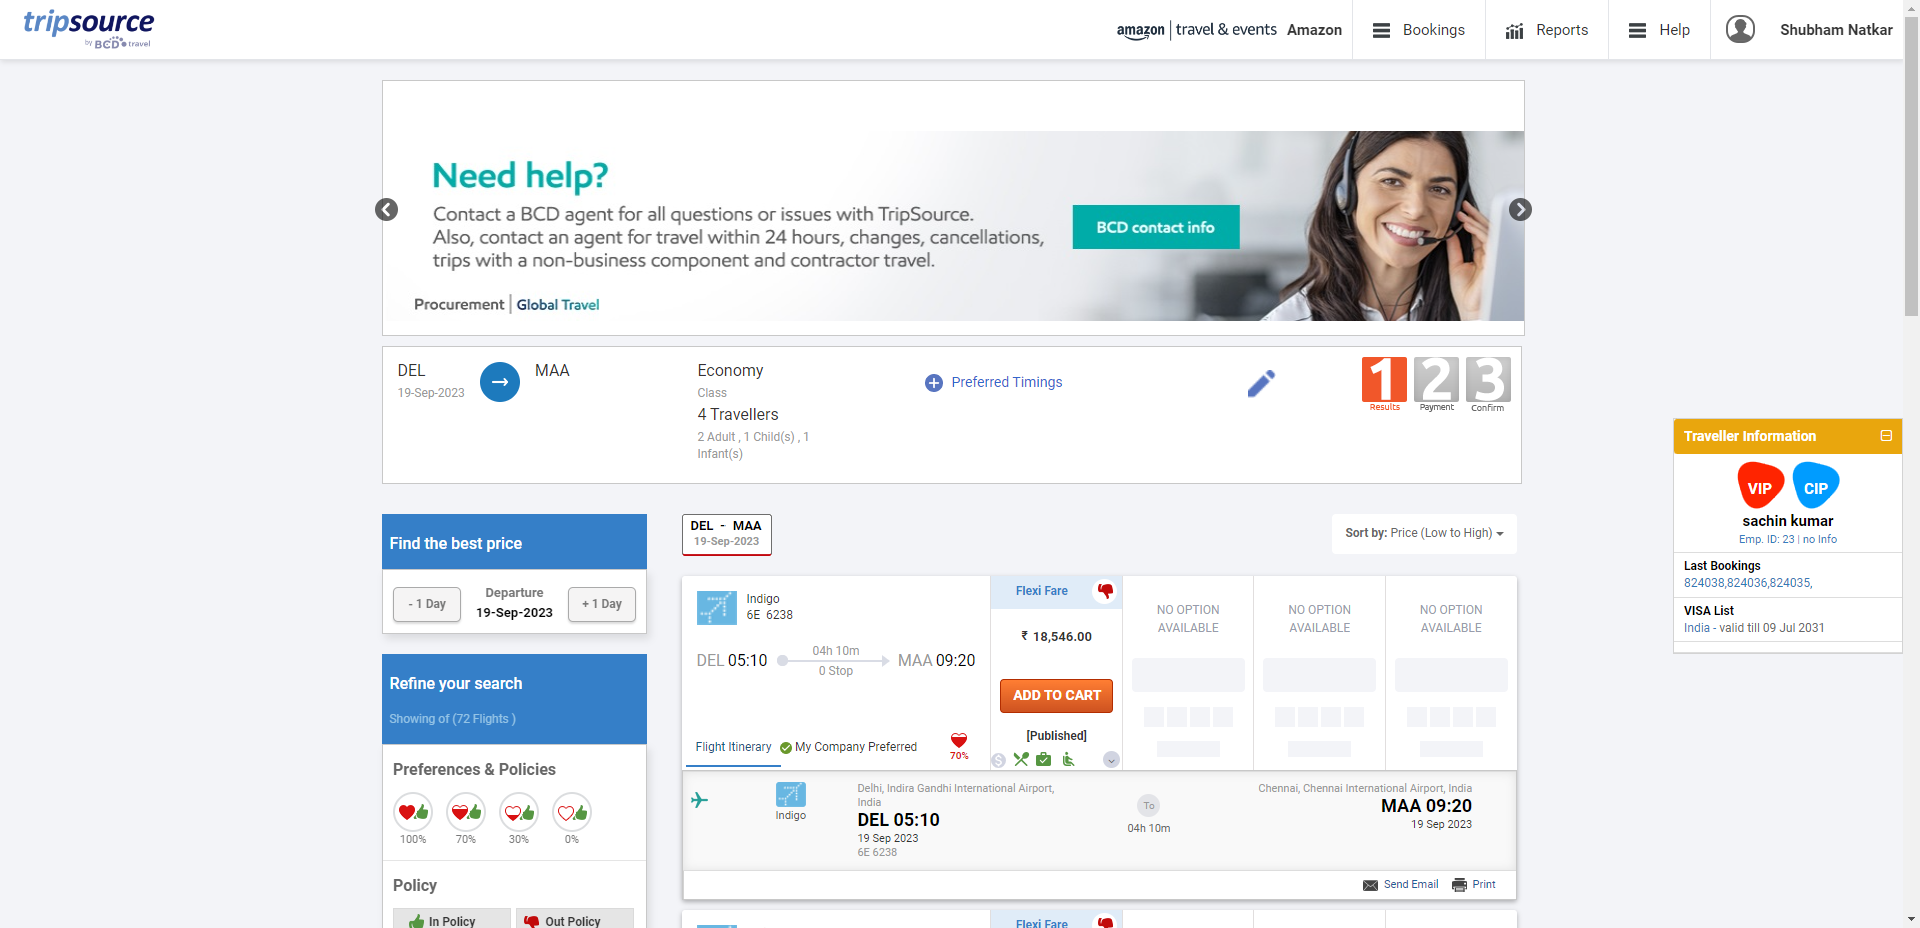 tripsource
by BCD travel
amazon | travel & events Amazon
Bookings
Reports
Help
Shubham Natkar
Need help?
Contact a BCD agent for all questions or issues with TripSource.
Also, contact an agent for travel within 24 hours, changes, cancellations,
trips with a non-business component and contractor travel.
BCD contact info
Procurement | Global Travel
DEL
19-Sep-2023
MAA
Economy
Class
4 Travellers
2 Adult , 1 Child(s) , 1
Infant(s)
Preferred Timings
1 2 3
Results Payment Confirm
Traveller Information
VIP CIP
sachin kumar
Emp. ID: 23 | no Info
Last Bookings
824038,824036,824035,
VISA List
India - valid till 09 Jul 2031
Find the best price
- 1 Day
Departure
19-Sep-2023
+ 1 Day
Refine your search
Showing of (72 Flights )
Preferences & Policies
100% 70% 30% 0%
Policy
In Policy Out Policy
DEL - MAA
19-Sep-2023
Sort by: Price (Low to High)
Indigo
6E 6238
DEL 05:10
04h 10m
0 Stop
MAA 09:20
Flight Itinerary
My Company Preferred
70%
Flexi Fare
₹ 18,546.00
ADD TO CART
[Published]
$
NO OPTION
AVAILABLE
NO OPTION
AVAILABLE
NO OPTION
AVAILABLE
Indigo
Delhi, Indira Gandhi International Airport,
India
DEL 05:10
19 Sep 2023
6E 6238
To
04h 10m
Chennai, Chennai International Airport, India
MAA 09:20
19 Sep 2023
Send Email
Print
Flexi Fare